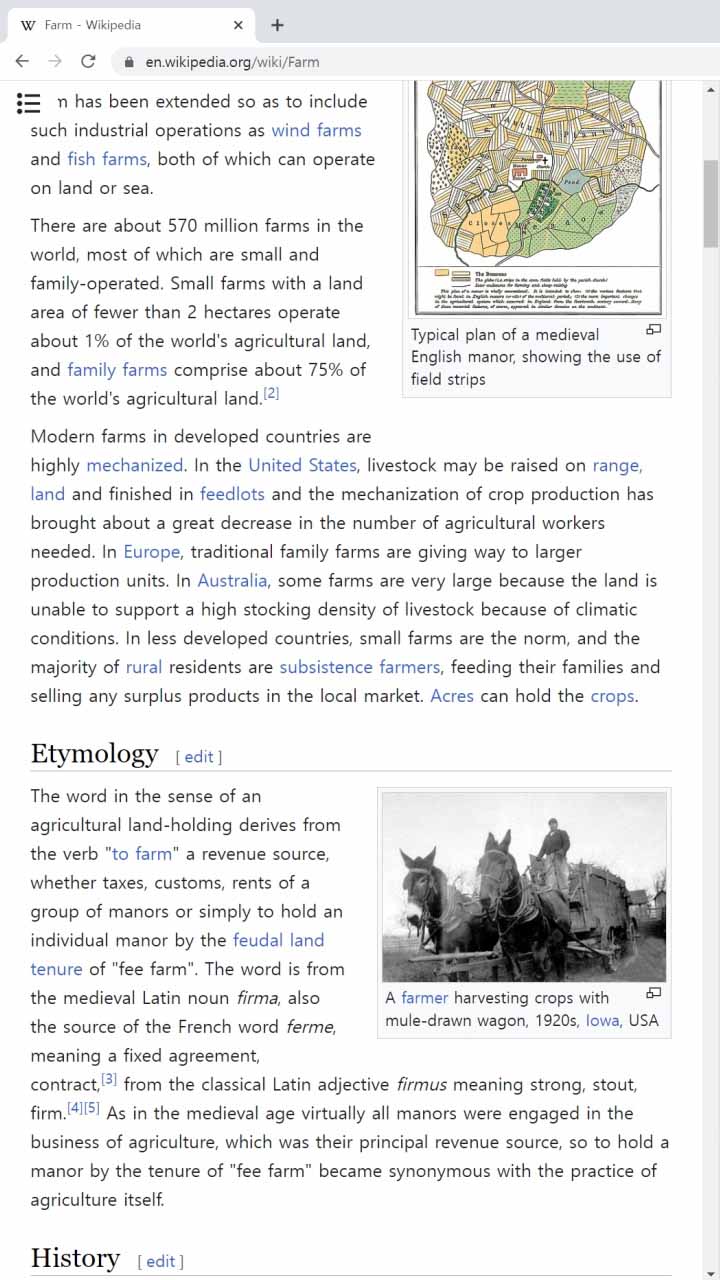 Farm - Wikipedia
en.wikipedia.org/wiki/Farm
m has been extended so as to include
such industrial operations as wind farms
and fish farms, both of which can operate
on land or sea.
There are about 570 million farms in the
world, most of which are small and
family-operated. Small farms with a land
area of fewer than 2 hectares operate
about 1% of the world's agricultural land,
and family farms comprise about 75% of
the world's agricultural land.[2]
Pond
The Demesne
Typical plan of a medieval
English manor, showing the use of
field strips
Modern farms in developed countries are
highly mechanized. In the United States, livestock may be raised on range,
land and finished in feedlots and the mechanization of crop production has
brought about a great decrease in the number of agricultural workers
needed. In Europe, traditional family farms are giving way to larger
production units. In Australia, some farms are very large because the land is
unable to support a high stocking density of livestock because of climatic
conditions. In less developed countries, small farms are the norm, and the
majority of rural residents are subsistence farmers, feeding their families and
selling any surplus products in the local market. Acres can hold the crops.
Etymology [ edit ]
The word in the sense of an
agricultural land-holding derives from
the verb "to farm" a revenue source,
whether taxes, customs, rents of a
group of manors or simply to hold an
individual manor by the feudal land
tenure of "fee farm". The word is from
the medieval Latin noun firma, also
the source of the French word ferme,
meaning a fixed agreement,
contract,[3] from the classical Latin adjective firmus meaning strong, stout,
firm.[4][5] As in the medieval age virtually all manors were engaged in the
business of agriculture, which was their principal revenue source, so to hold a
manor by the tenure of "fee farm" became synonymous with the practice of
agriculture itself.
A farmer harvesting crops with
mule-drawn wagon, 1920s, Iowa, USA
History [ edit ]